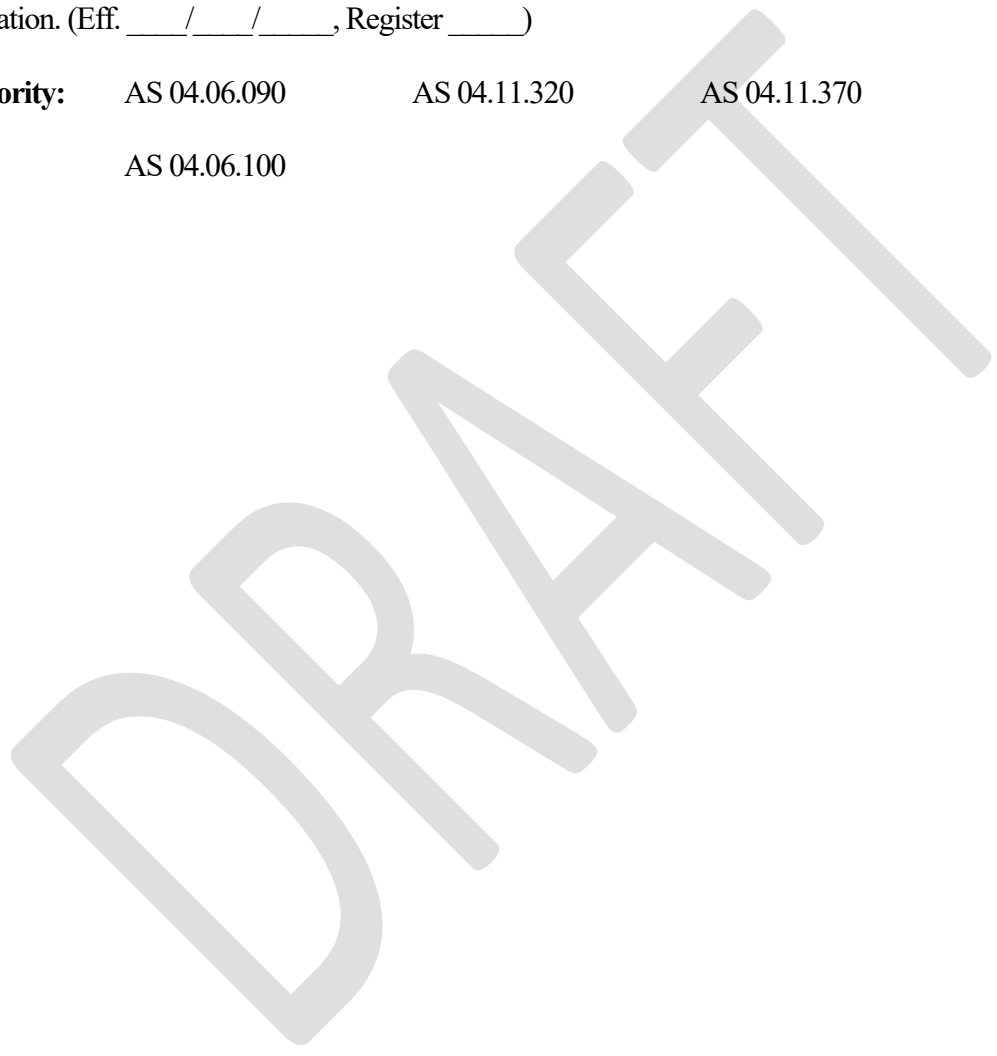 ation. (Eff. ____/____/_____, Register _____)
ority: AS 04.06.090 AS 04.11.320 AS 04.11.370
AS 04.06.100
DRAFT